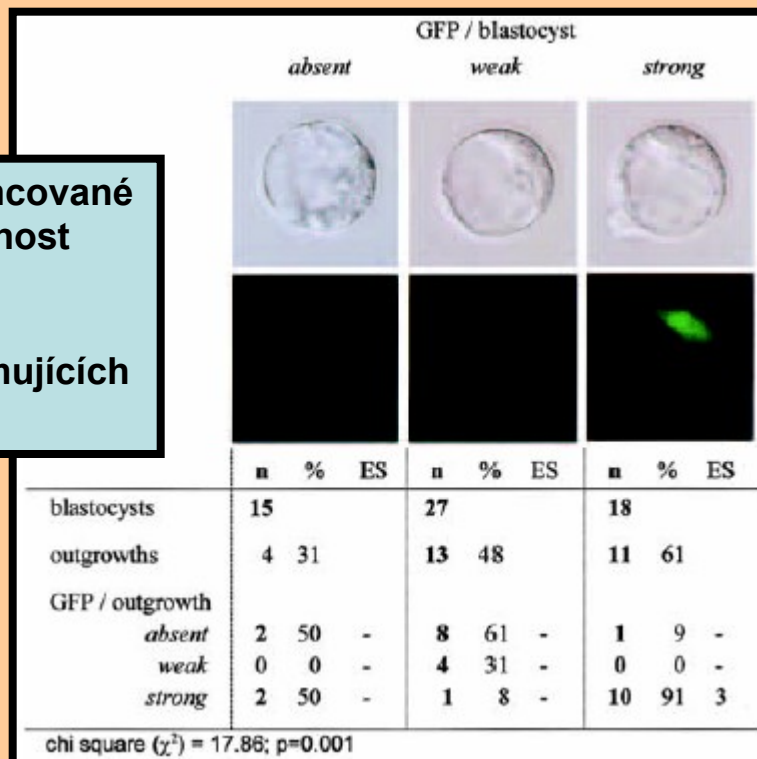 GFP / blastocyst
absent weak strong
ncované
nost
nujících
n % ES n % ES n % ES
blastocysts 15 27 18
outgrowths 4 31 13 48 11 61
GFP / outgrowth
absent 2 50 - 8 61 - 1 9 -
weak 0 0 - 4 31 - 0 0 -
strong 2 50 - 1 8 - 10 91 3
chi square (χ²) = 17.86; p=0.001